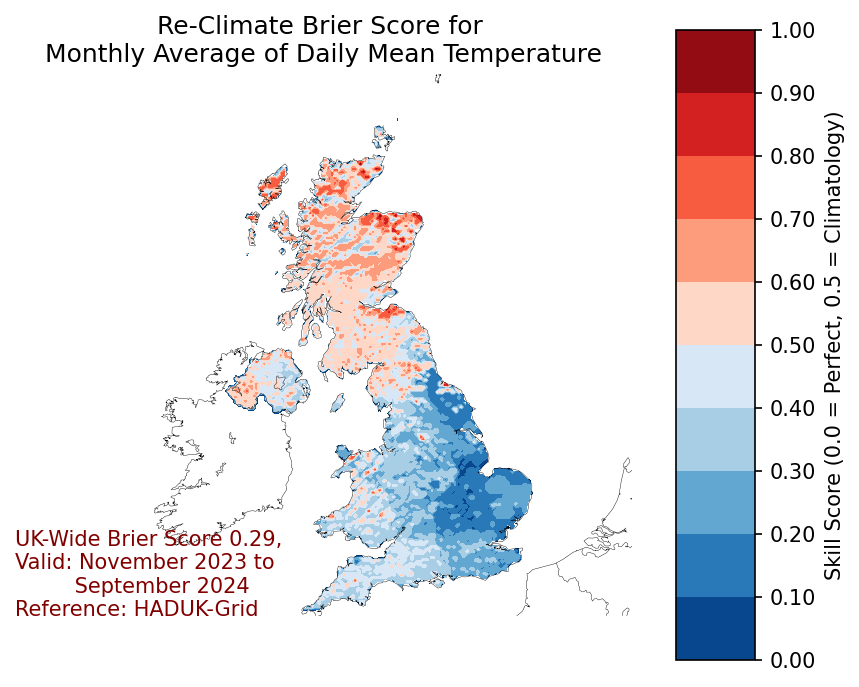 Re-Climate Brier Score for
Monthly Average of Daily Mean Temperature
1.00
0.90
0.80
0.70
0.60
0.50
0.40
0.30
0.20
0.10
0.00
Skill Score (0.0 = Perfect, 0.5 = Climatology)
UK-Wide Brier Score 0.29,
Valid: November 2023 to
September 2024
Reference: HADUK-Grid